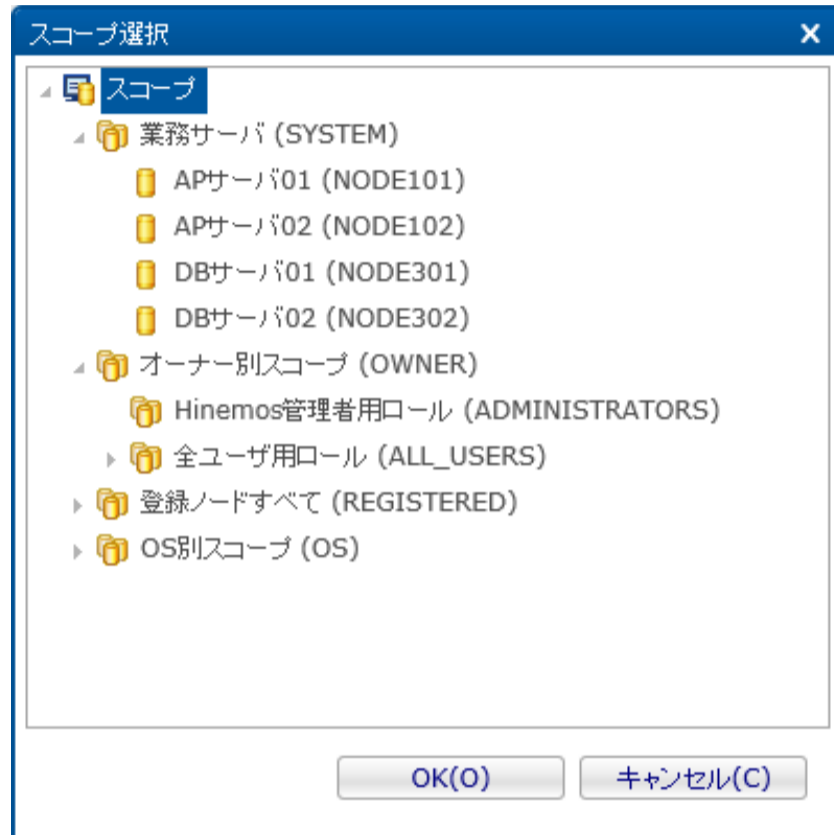 スコープ選択
スコープ
業務サーバ (SYSTEM)
APサーバ01 (NODE101)
APサーバ02 (NODE102)
DBサーバ01 (NODE301)
DBサーバ02 (NODE302)
オーナー別スコープ (OWNER)
Hinemos管理者用ロール (ADMINISTRATORS)
全ユーザ用ロール (ALL_USERS)
登録ノードすべて (REGISTERED)
OS別スコープ (OS)
OK(O) キャンセル(C)